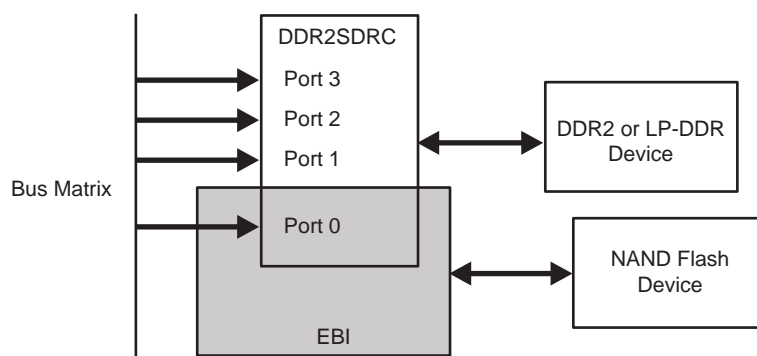 DDR2SDRC
Port 3
Port 2
Port 1
Bus Matrix
Port 0
EBI
DDR2 or LP-DDR
Device
NAND Flash
Device